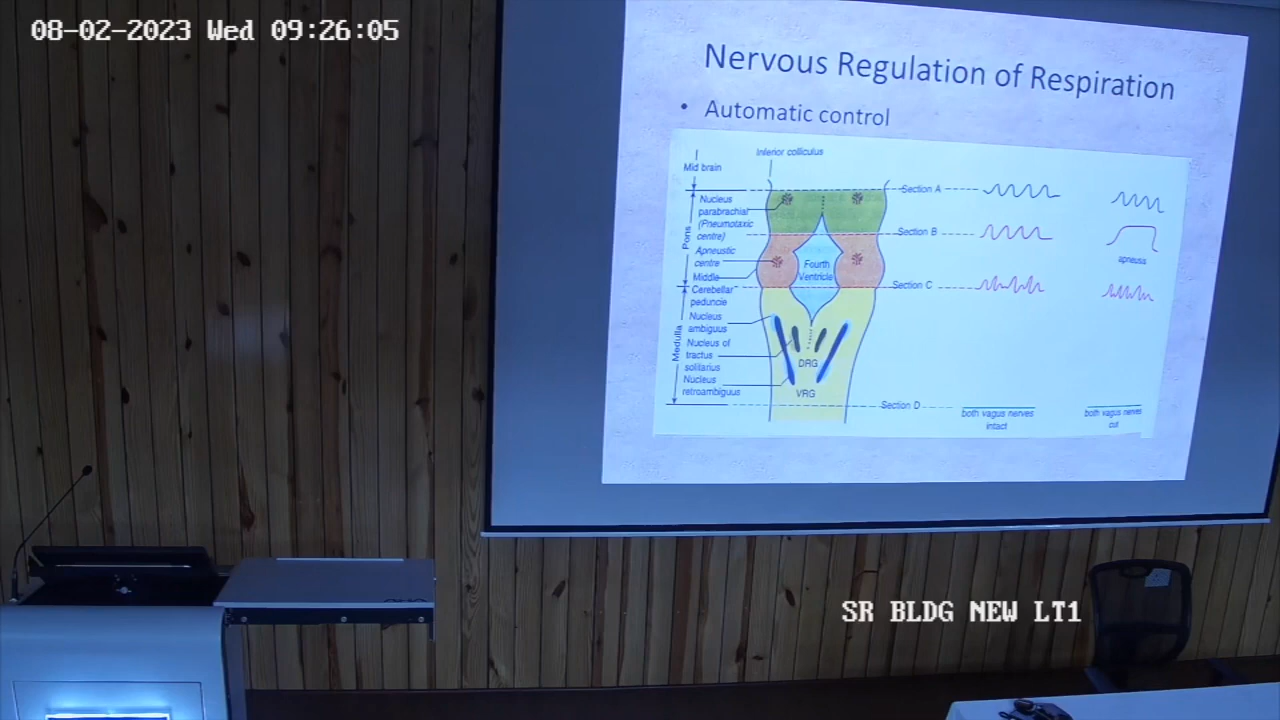 08-02-2023 Wed 09:26:05
Nervous Regulation of Respiration
• Automatic control
Inferior colliculus
Mid brain
Nucleus
parabrachial
(Pneumotaxic
centre)
Pons
Apneustic
centre
Middle
Cerebellar
peduncie
Nucleus
ambiguus
Nucleus of
tractus
solitarius
Nucleus
retroambiguus
Medulla
Fourth
Ventricle
DRG
VRG
Section A
Section B
apneusis
Section C
Section D
both vagus nerves
intact
both vagus nerves
cut
SR BLDG NEW LT1